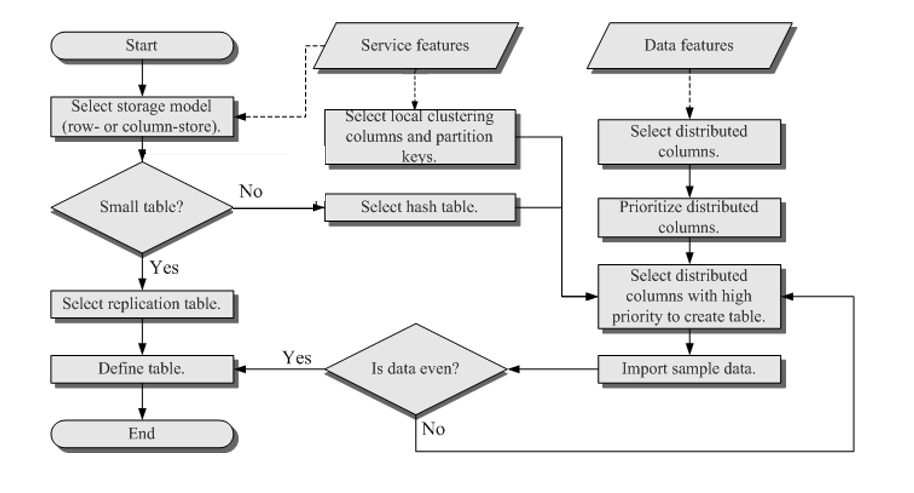 Start
Service features
Data features
Select storage model
(row- or column-store).
Select local clustering
columns and partition
keys.
Select distributed
columns.
Small table?
No
Select hash table.
Prioritize distributed
columns.
Yes
Select replication table.
Select distributed
columns with high
priority to create table.
Define table.
Yes
Is data even?
Import sample data.
No
End